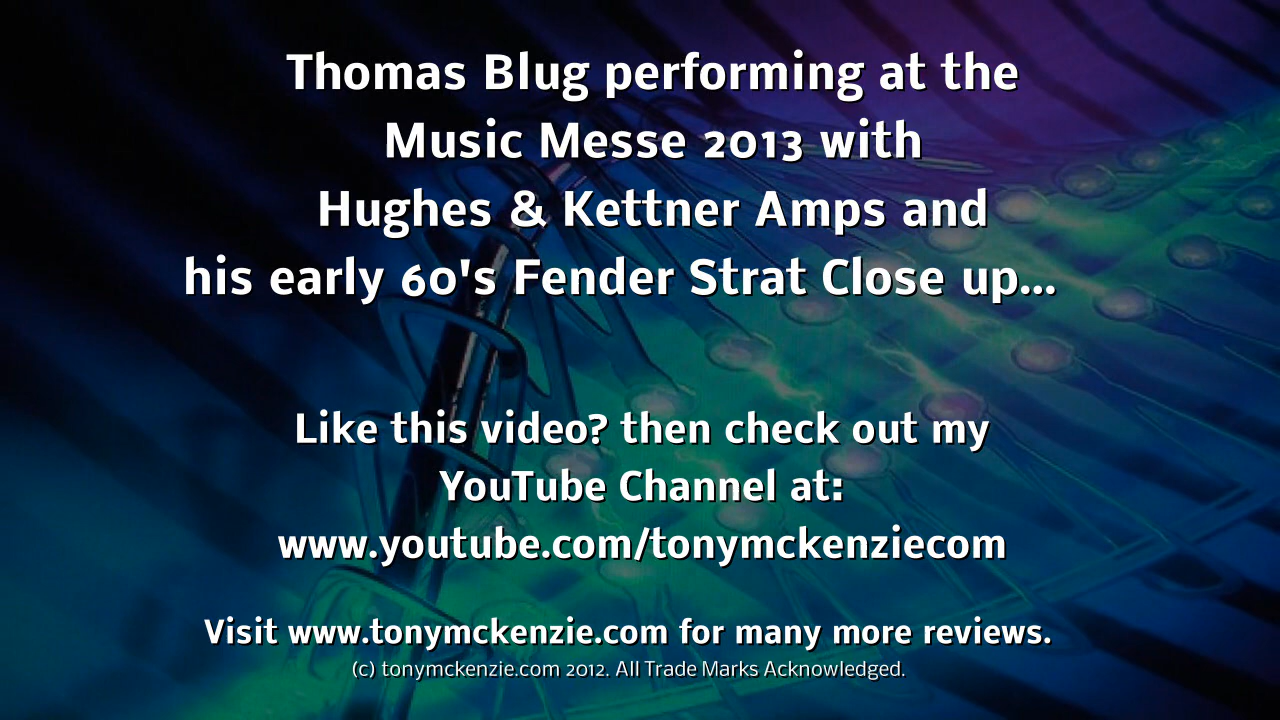 Thomas Blug performing at the
Music Messe 2013 with
Hughes & Kettner Amps and
his early 60's Fender Strat Close up...
Like this video? then check out my
YouTube Channel at:
www.youtube.com/tonymckenziecom
Visit www.tonymckenzie.com for many more reviews.
(c) tonymckenzie.com 2012. All Trade Marks Acknowledged.